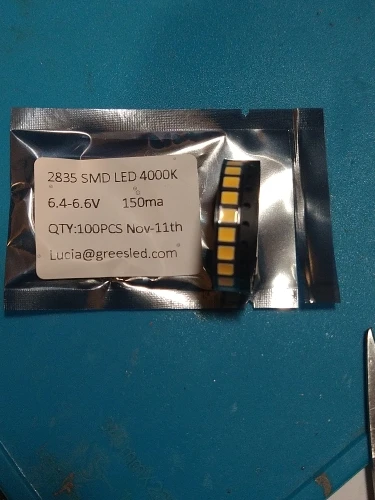 2835 SMD LED 4000K
6.4-6.6V 150ma
QTY:100PCS Nov-11th
Lucia@greesled.com